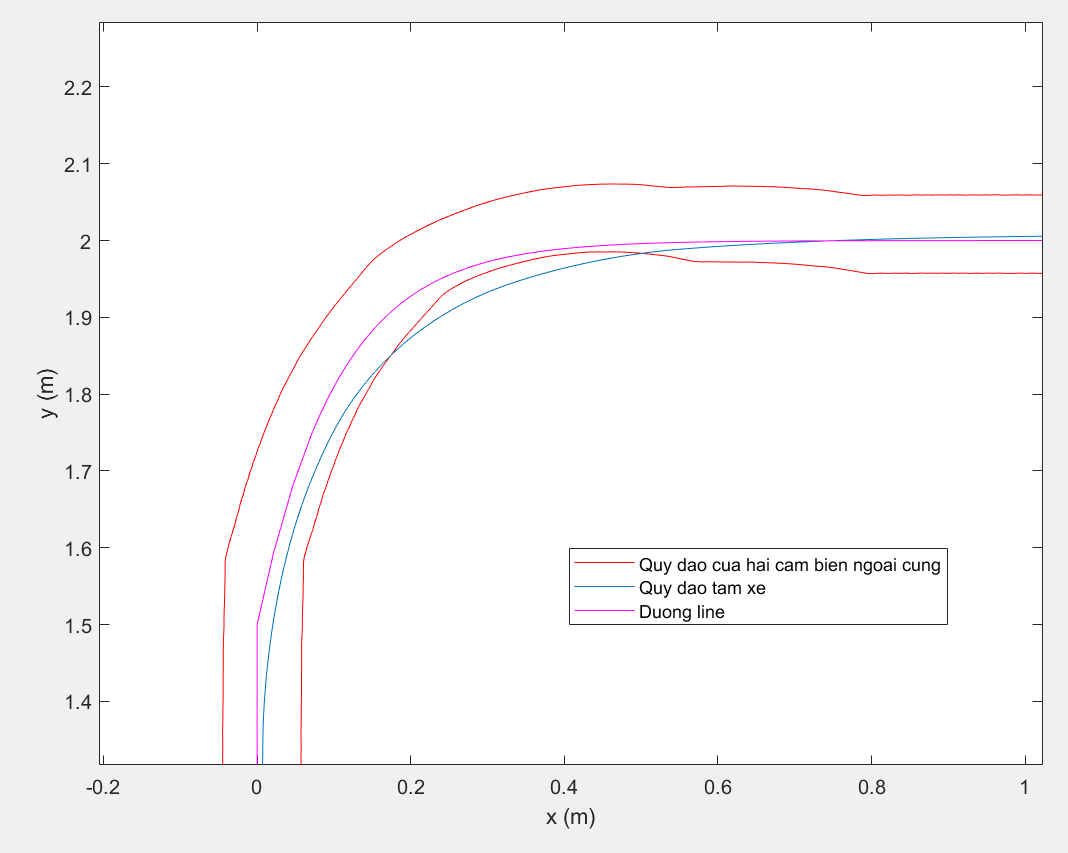 2.2
2.1
2
1.9
1.8
1.7
1.6
1.5
1.4
y (m)
Quy dao cua hai cam bien ngoai cung
Quy dao tam xe
Duong line
-0.2 0 0.2 0.4 0.6 0.8 1
x (m)